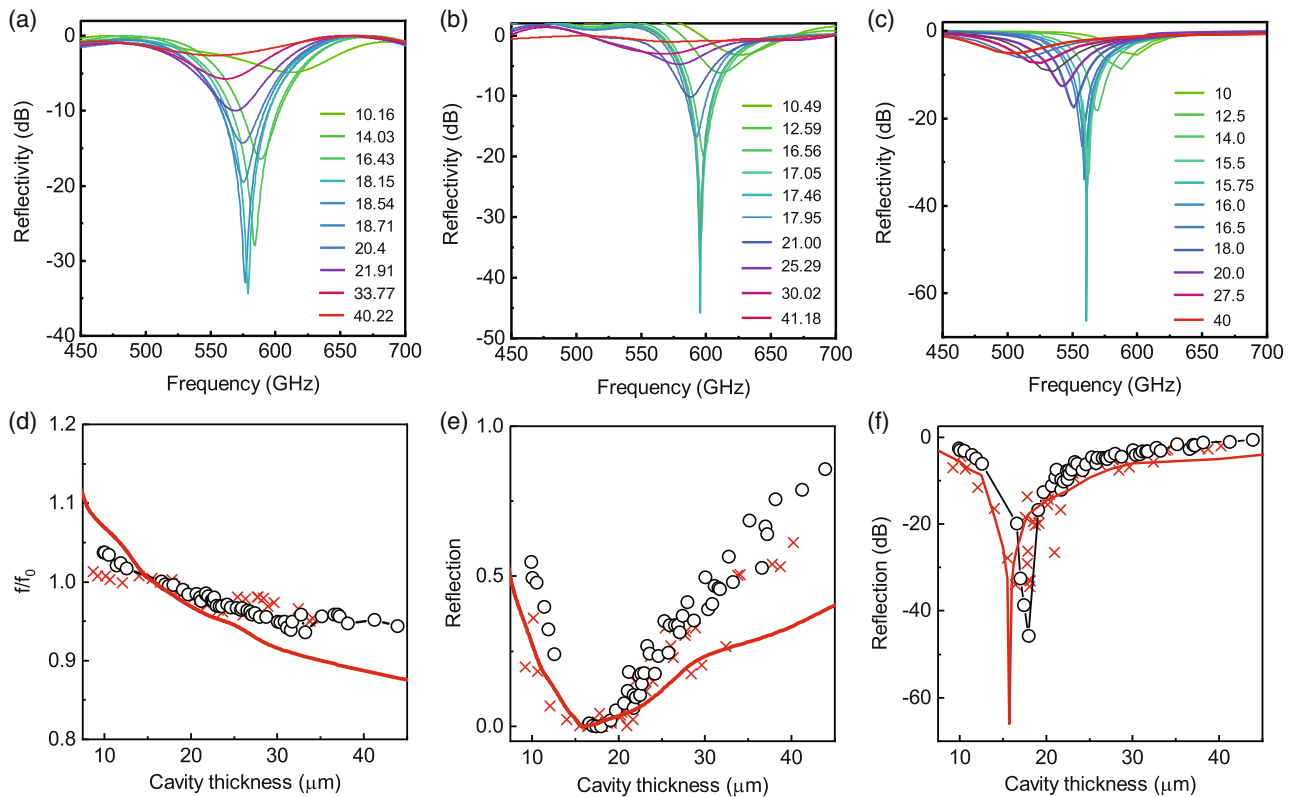 (a)
0
-10
-20
-30
-40
Reflectivity (dB)
450 500 550 600 650 700
Frequency (GHz)
10.16
14.03
16.43
18.15
18.54
18.71
20.4
21.91
33.77
40.22
(b)
0
-10
-20
-30
-40
-50
Reflectivity (dB)
450 500 550 600 650 700
Frequency (GHz)
10.49
12.59
16.56
17.05
17.46
17.95
21.00
25.29
30.02
41.18
(c)
0
-20
-40
-60
Reflectivity (dB)
450 500 550 600 650 700
Frequency (GHz)
10
12.5
14.0
15.5
15.75
16.0
16.5
18.0
20.0
27.5
40
(d)
1.2
1.1
1.0
0.9
0.8
f/f₀
10 20 30 40
Cavity thickness (μm)
(e)
1.0
0.5
0.0
Reflection
10 20 30 40
Cavity thickness (μm)
(f)
0
-20
-40
-60
Reflection (dB)
10 20 30 40
Cavity thickness (μm)